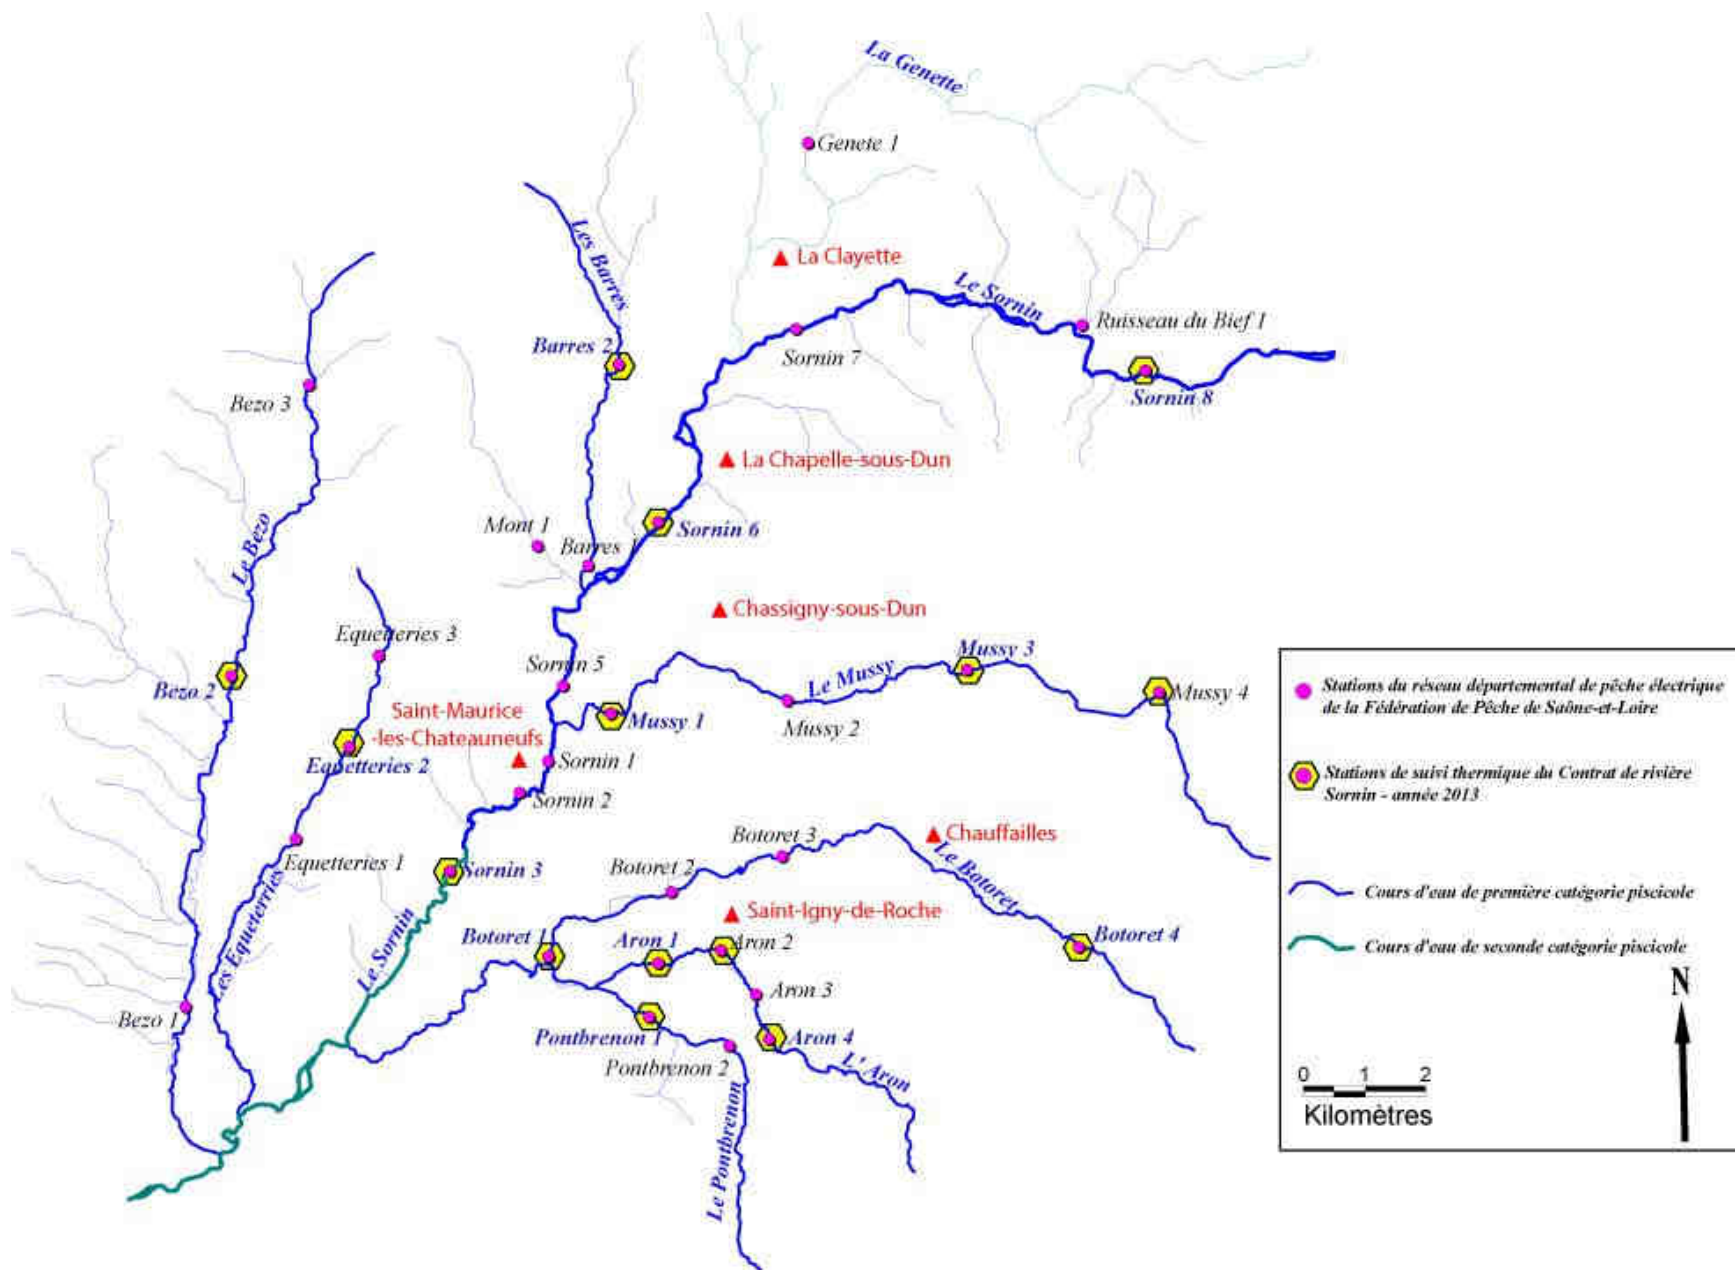 La Genette
Genete 1
Les Barres
La Clayette
Le Sornin
Ruisseau du Bief 1
Barres 2
Sornin 7
Bezo 3
Sornin 8
La Chapelle-sous-Dun
Le Bezo
Mont 1
Sornin 6
Barres 1
Chassigny-sous-Dun
Equetteries 3
Mussy 3
Sornin 5
Le Mussy
Bezo 2
Mussy 4
Saint-Maurice
-les-Chateauneufs
Mussy 1
Mussy 2
Equetteries 2
Sornin 1
Sornin 2
Botoret 3
Chauffailles
Equetteries 1
Sornin 3
Botoret 2
Le Botoret
Les Equeterries
Saint-Igny-de-Roche
Le Sornin
Botoret 1
Aron 1
Aron 2
Botoret 4
Aron 3
Bezo 1
Pontbrenon 1
Aron 4
Pontbrenon 2
L' Aron
Le Pontbrenon
Stations du réseau départemental de pêche électrique
de la Fédération de Pêche de Saône-et-Loire
Stations de suivi thermique du Contrat de rivière
Sornin - année 2013
Cours d'eau de première catégorie piscicole
Cours d'eau de seconde catégorie piscicole
N
0 1 2
Kilomètres